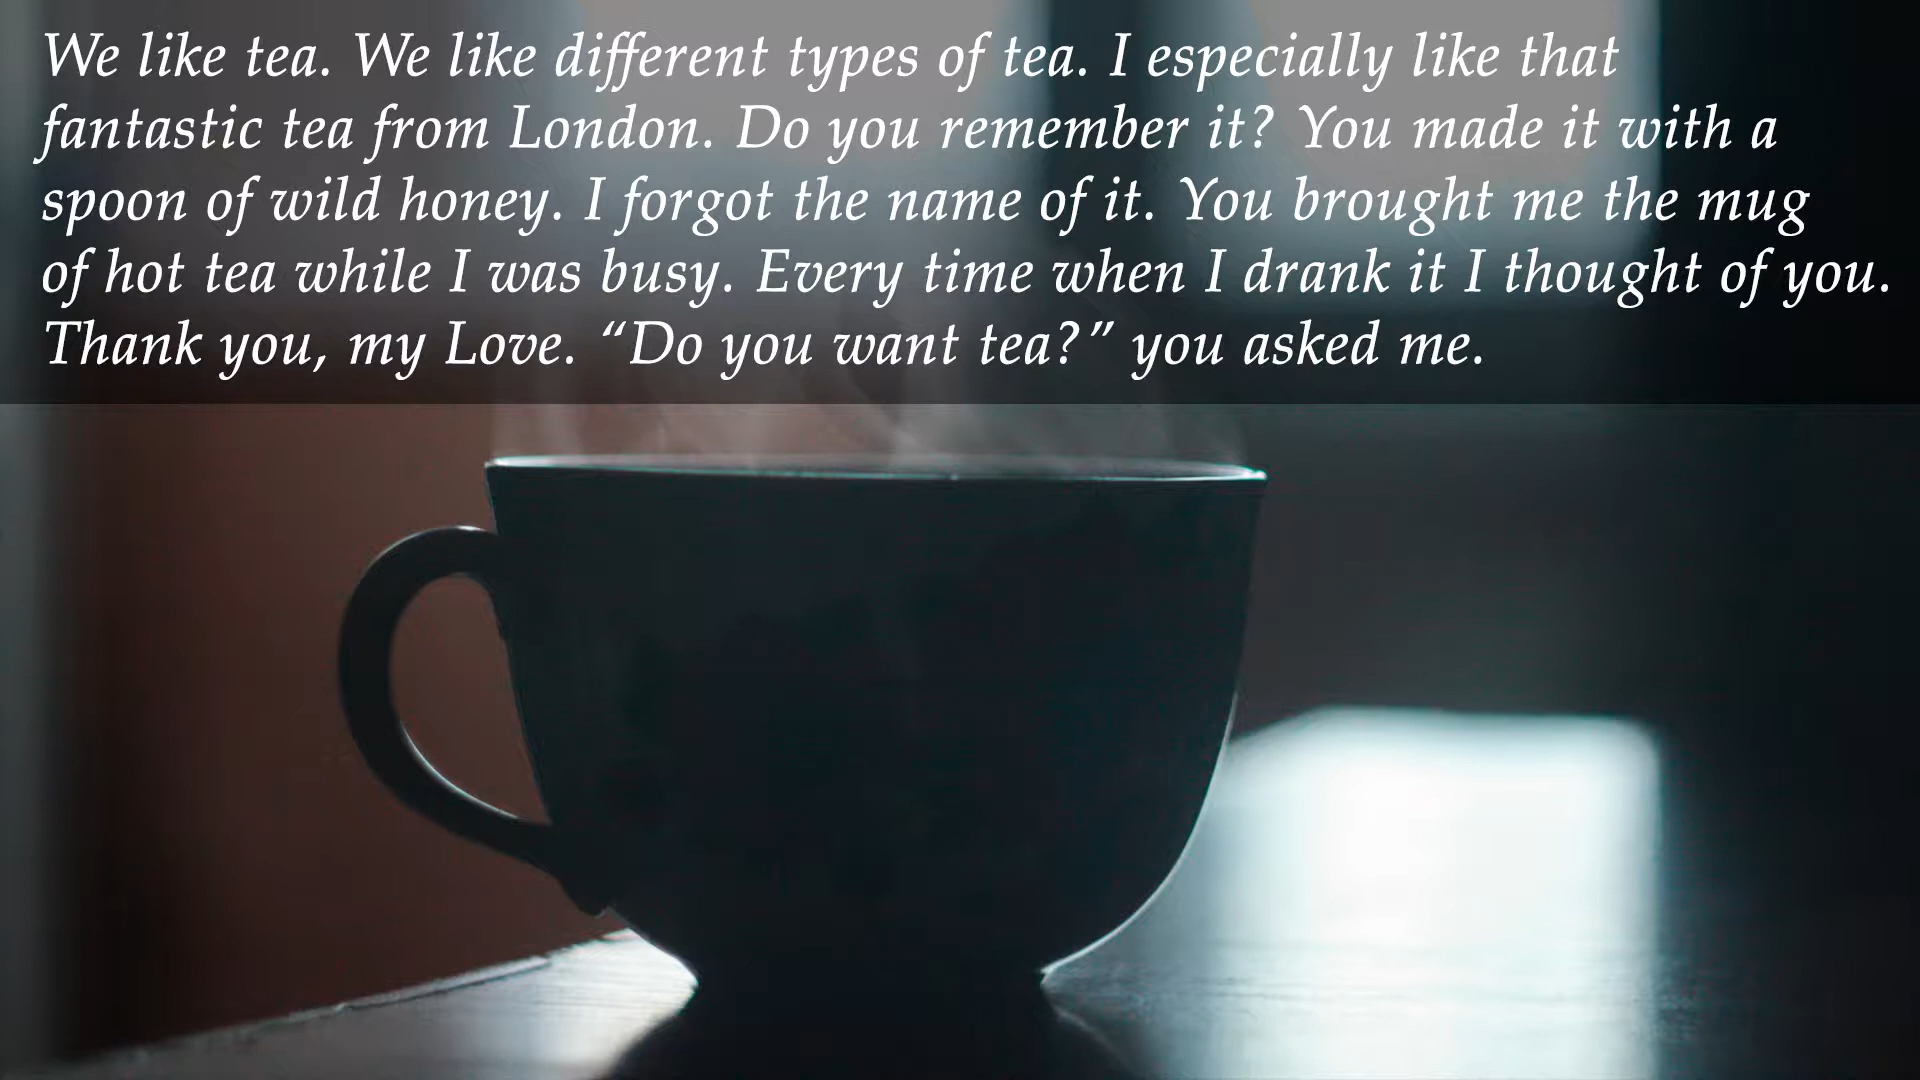 We like tea. We like different types of tea. I especially like that
fantastic tea from London. Do you remember it? You made it with a
spoon of wild honey. I forgot the name of it. You brought me the mug
of hot tea while I was busy. Every time when I drank it I thought of you.
Thank you, my Love. “Do you want tea?” you asked me.